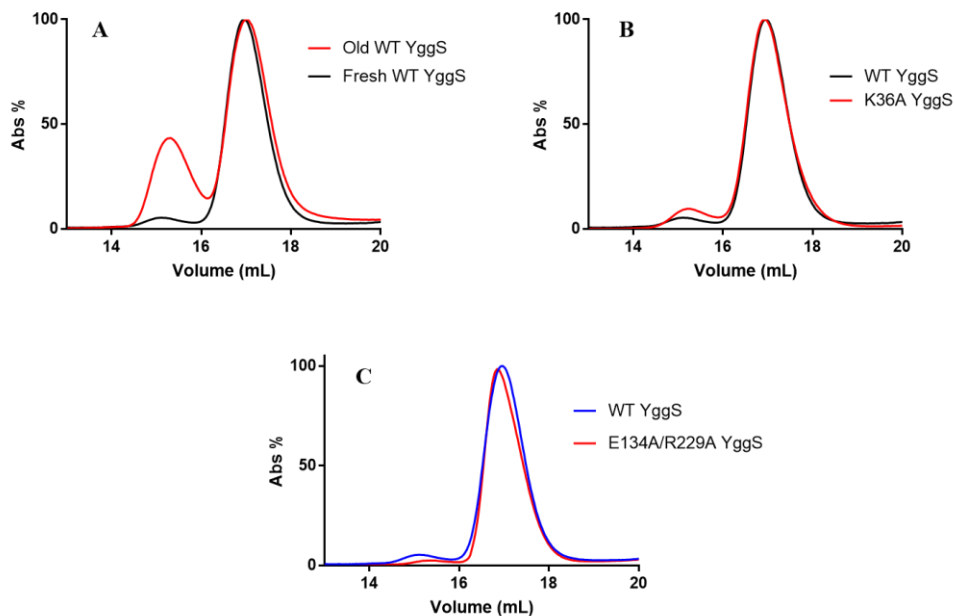 A
Old WT YggS
Fresh WT YggS
Abs %
100
50
0
14 16 18 20
Volume (mL)
B
WT YggS
K36A YggS
Abs %
100
50
0
14 16 18 20
Volume (mL)
C
WT YggS
E134A/R229A YggS
Abs %
100
50
0
14 16 18 20
Volume (mL)